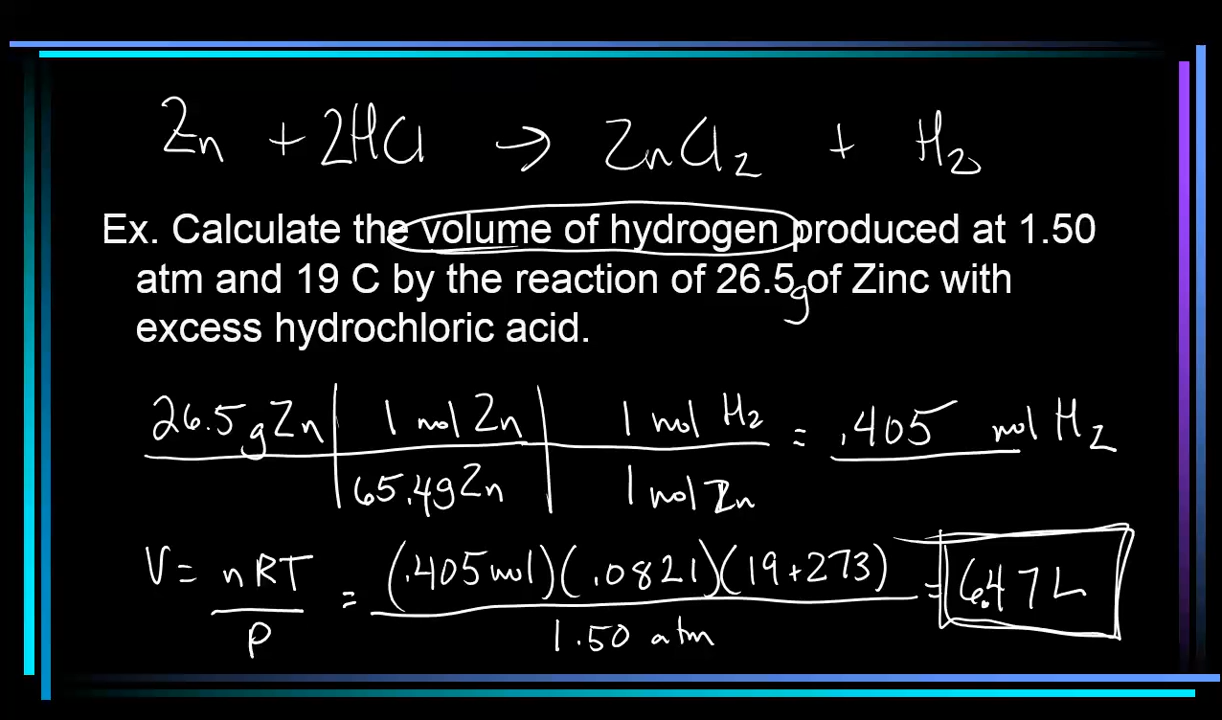 Zn + 2HCl → ZnCl2 + H2
Ex. Calculate the volume of hydrogen produced at 1.50
atm and 19 C by the reaction of 26.5g of Zinc with
excess hydrochloric acid.
26.5 g Zn 1 mol Zn 1 mol H2 = .405 mol H2
65.4g Zn 1 mol Zn
V = nRT = (.405 mol)(.0821)(19+273) = 6.47 L
P 1.50 atm